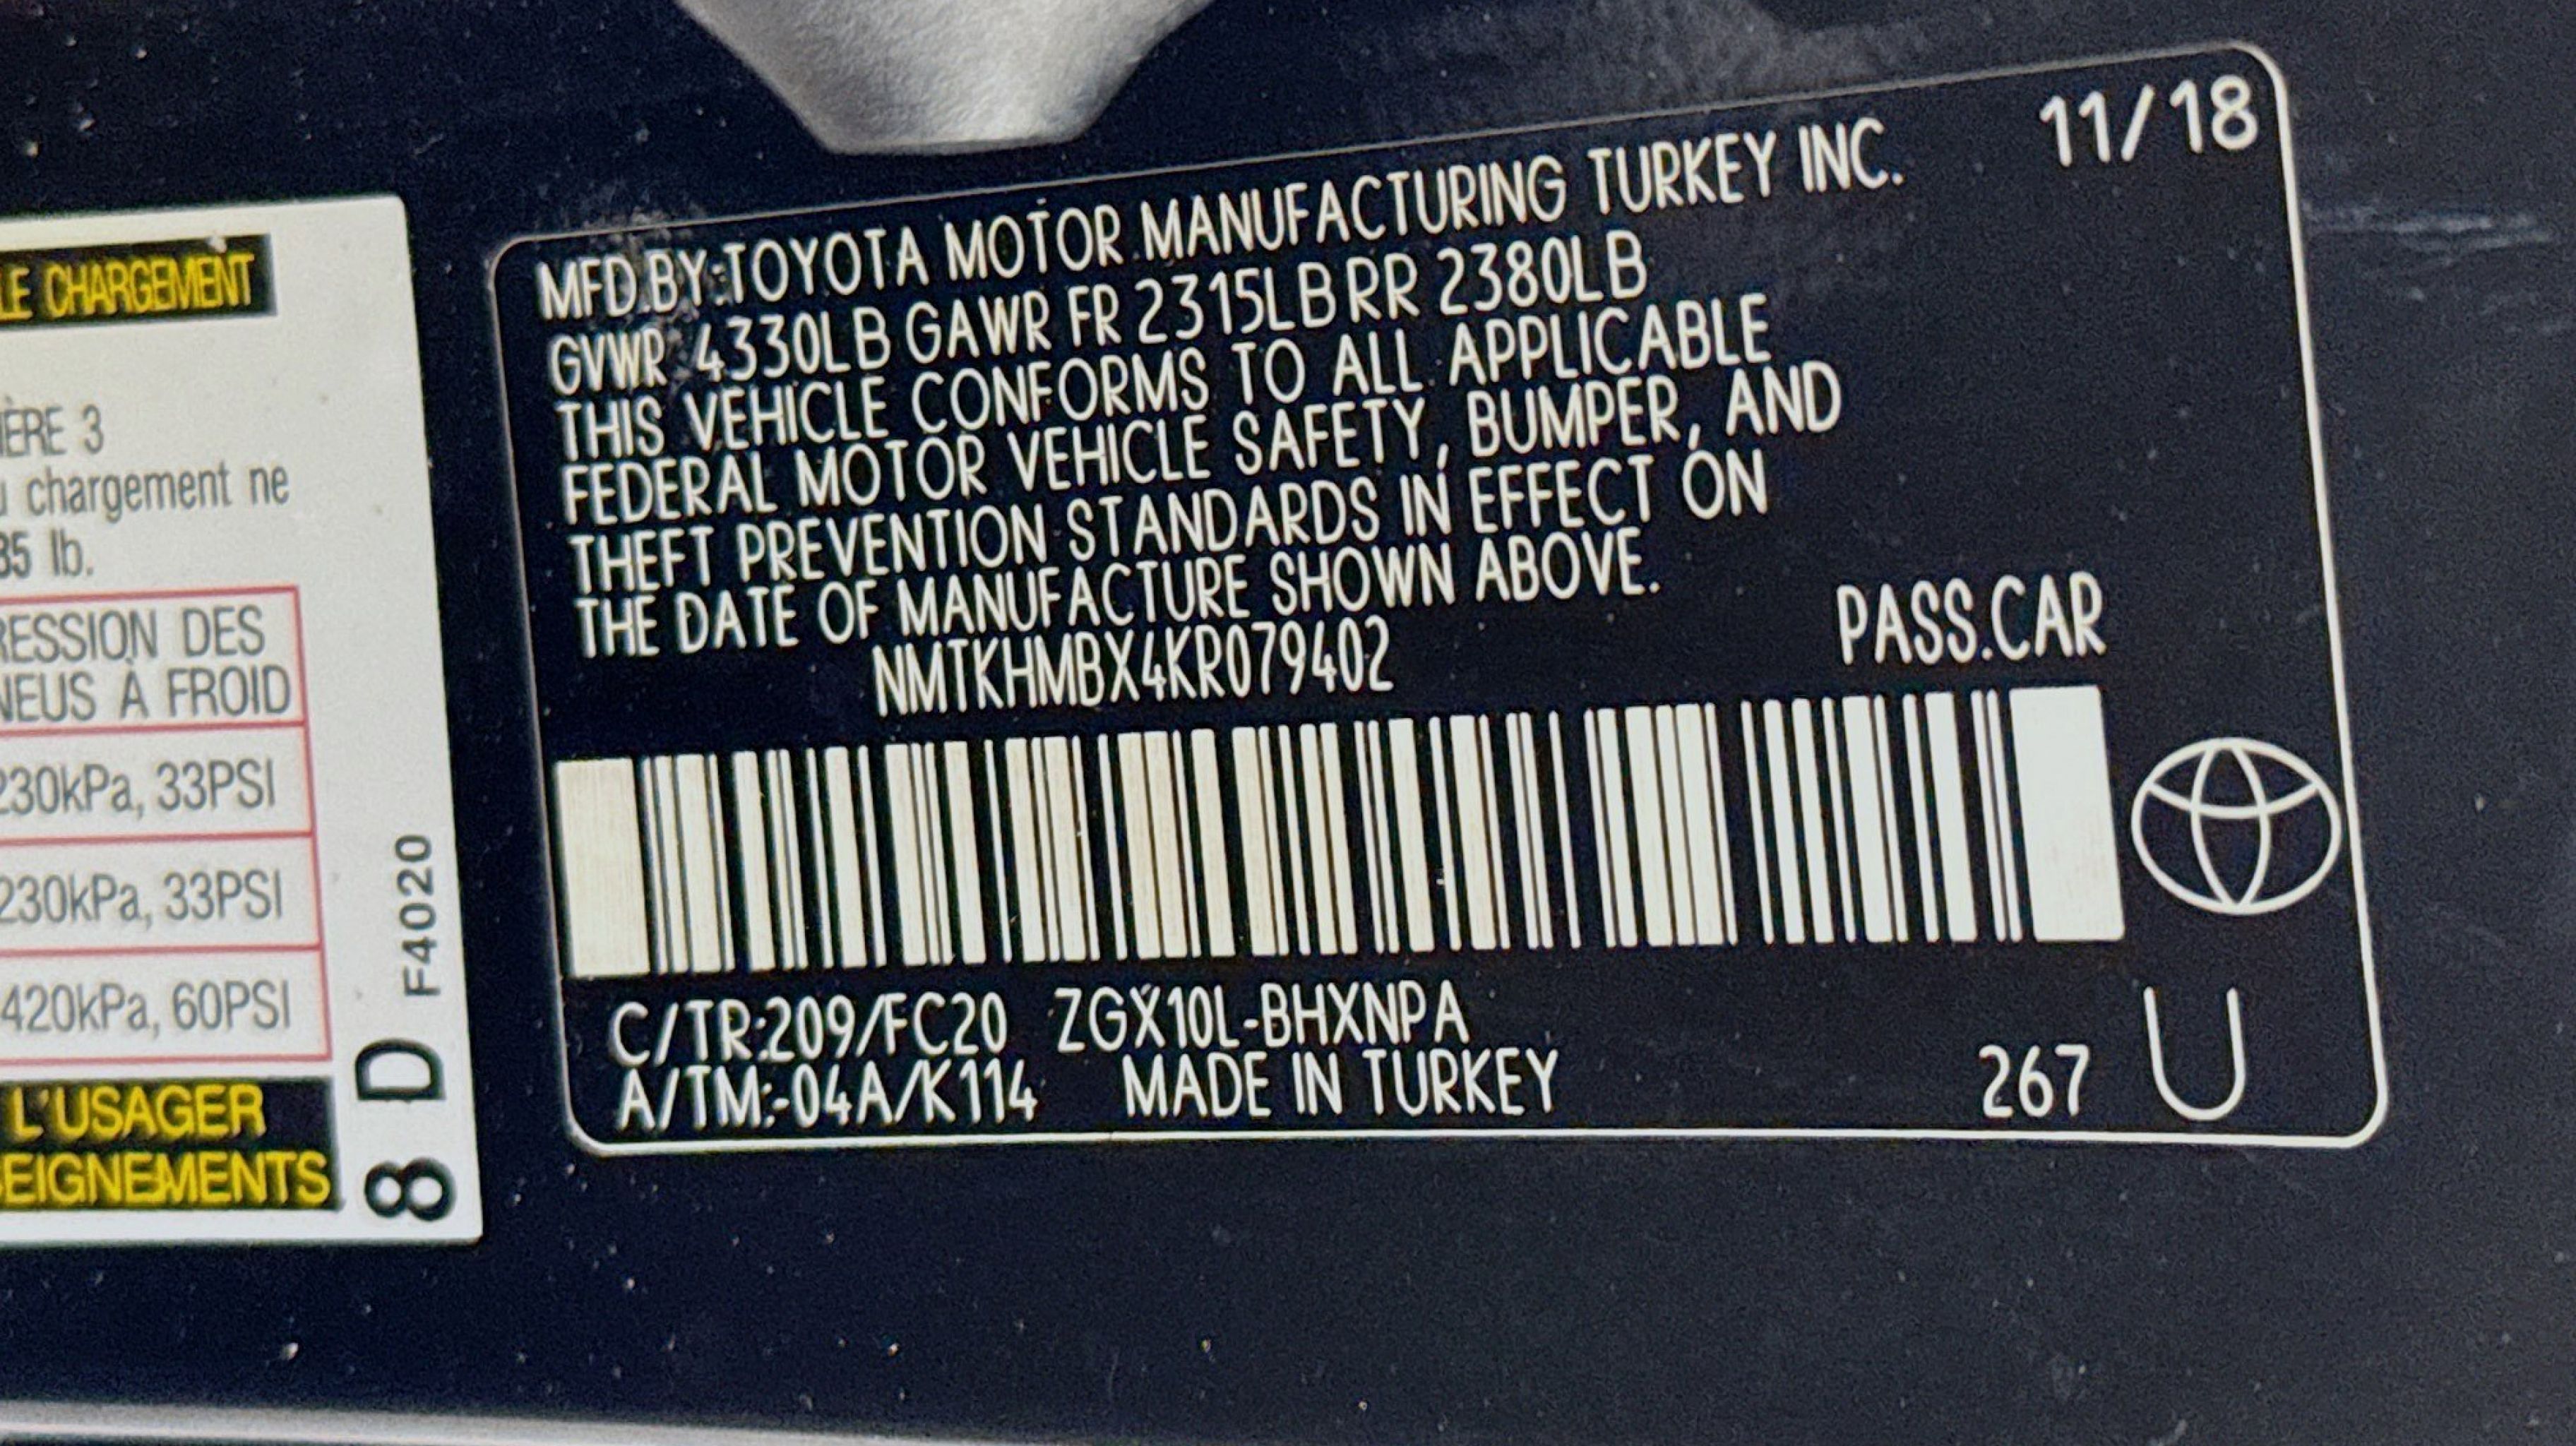 LE CHARGEMENT
ÈRE 3
chargement ne
35 lb.
RESSION DES
NEUS À FROID
230kPa, 33PSI
230kPa, 33PSI
420kPa, 60PSI
L'USAGER
SEIGNEMENTS
8 D F4020
11/18
MFD.BY:TOYOTA MOTOR MANUFACTURING TURKEY INC.
GVWR 4330LB GAWR FR 2315LB RR 2380LB
THIS VEHICLE CONFORMS TO ALL APPLICABLE
FEDERAL MOTOR VEHICLE SAFETY, BUMPER, AND
THEFT PREVENTION STANDARDS IN EFFECT ON
THE DATE OF MANUFACTURE SHOWN ABOVE.
NMTKHMBX4KR079402 PASS.CAR
C/TR:209/FC20 ZGX10L-BHXNPA
A/TM:-04A/K114 MADE IN TURKEY 267 U